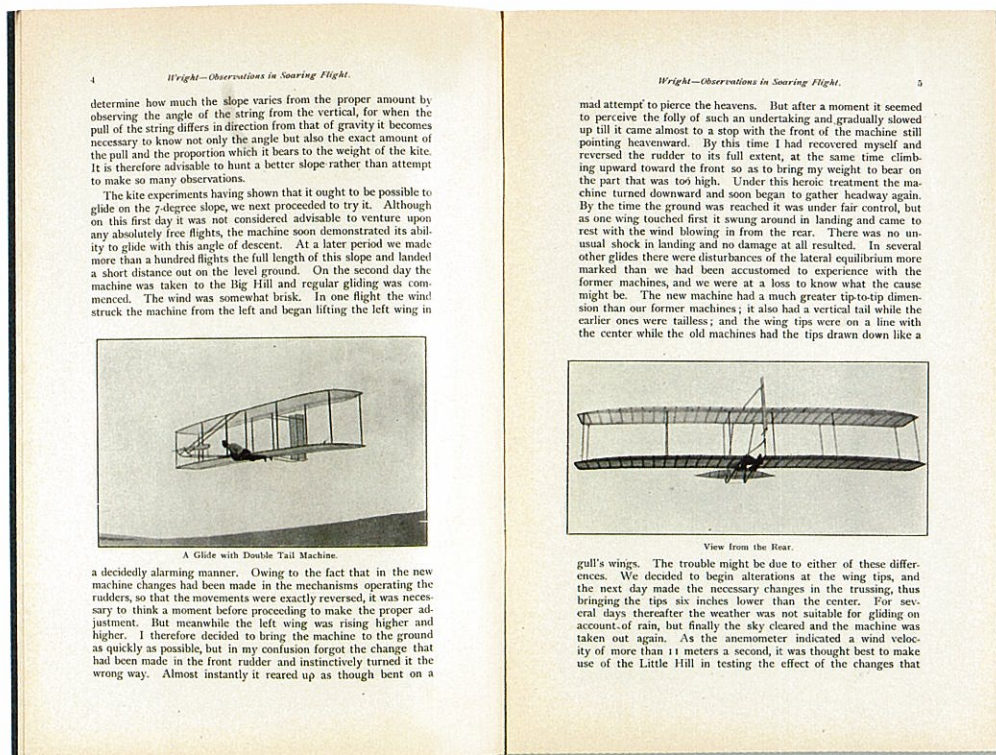 4
Wright—Observations in Soaring Flight.
determine how much the slope varies from the proper amount by
observing the angle of the string from the vertical, for when the
pull of the string differs in direction from that of gravity it becomes
necessary to know not only the angle but also the exact amount of
the pull and the proportion which it bears to the weight of the kite.
It is therefore advisable to hunt a better slope rather than attempt
to make so many observations.
The kite experiments having shown that it ought to be possible to
glide on the 7-degree slope, we next proceeded to try it. Although
on this first day it was not considered advisable to venture upon
any absolutely free flights, the machine soon demonstrated its abil-
ity to glide with this angle of descent. At a later period we made
more than a hundred flights the full length of this slope and landed
a short distance out on the level ground. On the second day the
machine was taken to the Big Hill and regular gliding was com-
menced. The wind was somewhat brisk. In one flight the wind
struck the machine from the left and began lifting the left wing in
A Glide with Double Tail Machine.
a decidedly alarming manner. Owing to the fact that in the new
machine changes had been made in the mechanisms operating the
rudders, so that the movements were exactly reversed, it was neces-
sary to think a moment before proceeding to make the proper ad-
justment. But meanwhile the left wing was rising higher and
higher. I therefore decided to bring the machine to the ground
as quickly as possible, but in my confusion forgot the change that
had been made in the front rudder and instinctively turned it the
wrong way. Almost instantly it reared up as though bent on a
Wright—Observations in Soaring Flight.
5
mad attempt to pierce the heavens. But after a moment it seemed
to perceive the folly of such an undertaking and gradually slowed
up till it came almost to a stop with the front of the machine still
pointing heavenward. By this time I had recovered myself and
reversed the rudder to its full extent, at the same time climb-
ing upward toward the front so as to bring my weight to bear on
the part that was too high. Under this heroic treatment the ma-
chine turned downward and soon began to gather headway again.
By the time the ground was reached it was under fair control, but
as one wing touched first it swung around in landing and came to
rest with the wind blowing in from the rear. There was no un-
usual shock in landing and no damage at all resulted. In several
other glides there were disturbances of the lateral equilibrium more
marked than we had been accustomed to experience with the
former machines, and we were at a loss to know what the cause
might be. The new machine had a much greater tip-to-tip dimen-
sion than our former machines; it also had a vertical tail while the
earlier ones were tailless; and the wing tips were on a line with
the center while the old machines had the tips drawn down like a
View from the Rear.
gull's wings. The trouble might be due to either of these differ-
ences. We decided to begin alterations at the wing tips, and
the next day made the necessary changes in the trussing, thus
bringing the tips six inches lower than the center. For sev-
eral days thereafter the weather was not suitable for gliding on
account of rain, but finally the sky cleared and the machine was
taken out again. As the anemometer indicated a wind veloc-
ity of more than 11 meters a second, it was thought best to make
use of the Little Hill in testing the effect of the changes that